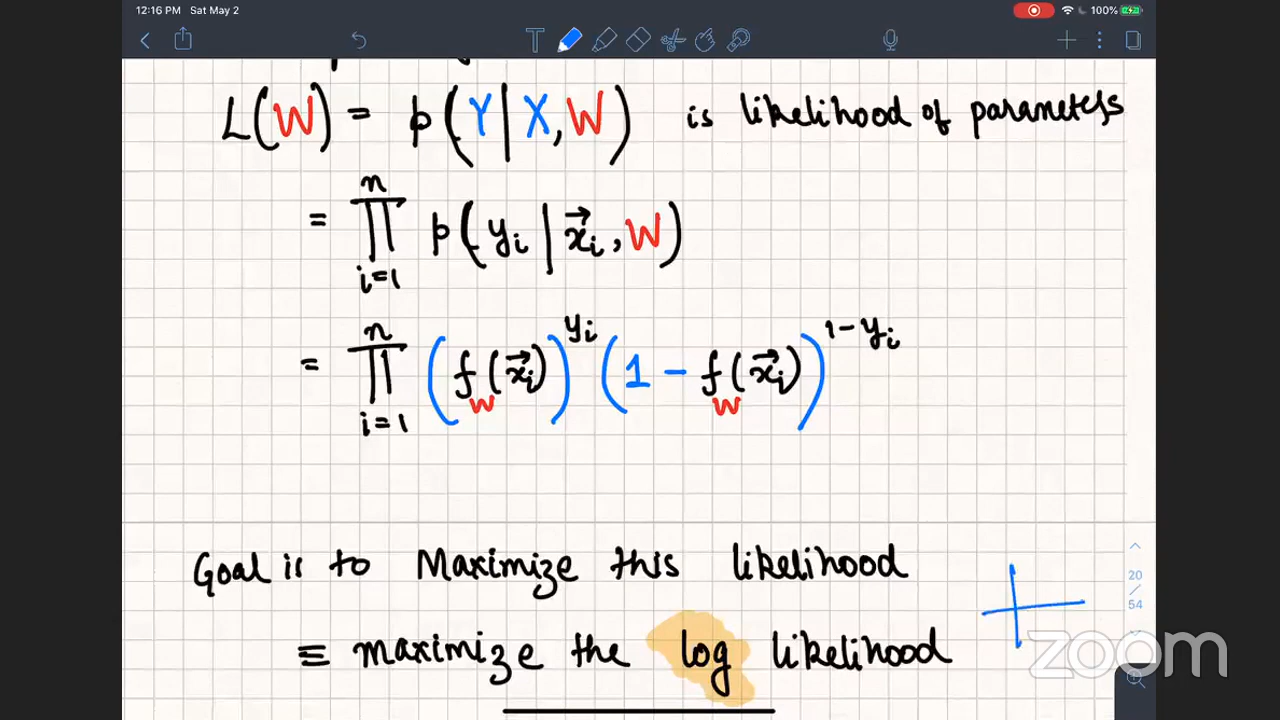 12:16 PM Sat May 2
100%
L(W) = p(Y | X, W) is likelihood of parameters
= ∏ i=1 n p(y_i | x⃗_i, W)
= ∏ i=1 n (f_W(x⃗_i))^{y_i} (1 - f_W(x⃗_i))^{1-y_i}
Goal is to Maximize this likelihood
≡ maximize the log likelihood
20
/
54
zoom